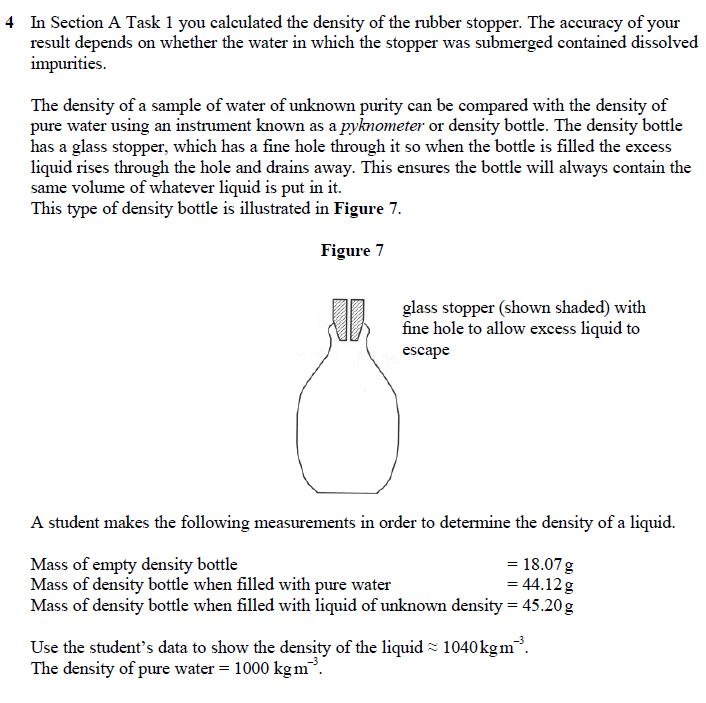 4 In Section A Task 1 you calculated the density of the rubber stopper. The accuracy of your
result depends on whether the water in which the stopper was submerged contained dissolved
impurities.
The density of a sample of water of unknown purity can be compared with the density of
pure water using an instrument known as a pyknometer or density bottle. The density bottle
has a glass stopper, which has a fine hole through it so when the bottle is filled the excess
liquid rises through the hole and drains away. This ensures the bottle will always contain the
same volume of whatever liquid is put in it.
This type of density bottle is illustrated in Figure 7.
Figure 7
glass stopper (shown shaded) with
fine hole to allow excess liquid to
escape
A student makes the following measurements in order to determine the density of a liquid.
Mass of empty density bottle = 18.07 g
Mass of density bottle when filled with pure water = 44.12 g
Mass of density bottle when filled with liquid of unknown density = 45.20 g
Use the student's data to show the density of the liquid ≈ 1040 kg m⁻³.
The density of pure water = 1000 kg m⁻³.